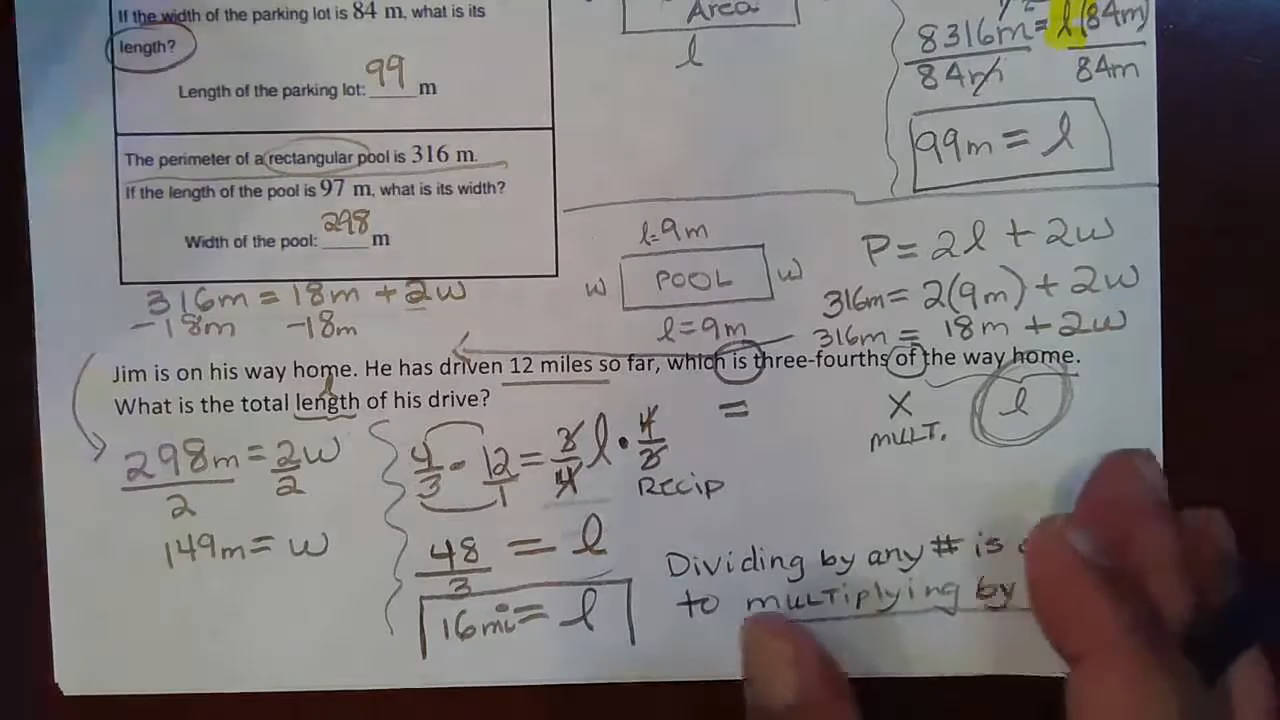 If the width of the parking lot is 84 m, what is its
length?
Length of the parking lot: 99 m
The perimeter of a rectangular pool is 316 m.
If the length of the pool is 97 m, what is its width?
Width of the pool: 298 m
Area
l
8316m = l(84m)
84m 84m
99m = l
l=9m
w POOL w
l=9m
P = 2l + 2w
316m = 2(9m) + 2w
316m = 18m + 2w
316m = 18m + 2w
-18m -18m
Jim is on his way home. He has driven 12 miles so far, which is three-fourths of the way home.
What is the total length of his drive?
l
= X l
MULT.
298m = 2w
2 2
149m = w
4/3 - 12/1 = 3/4 l • 4/3
Recip
48/3 = l
16mi = l
Dividing by any # is
to multiplying by